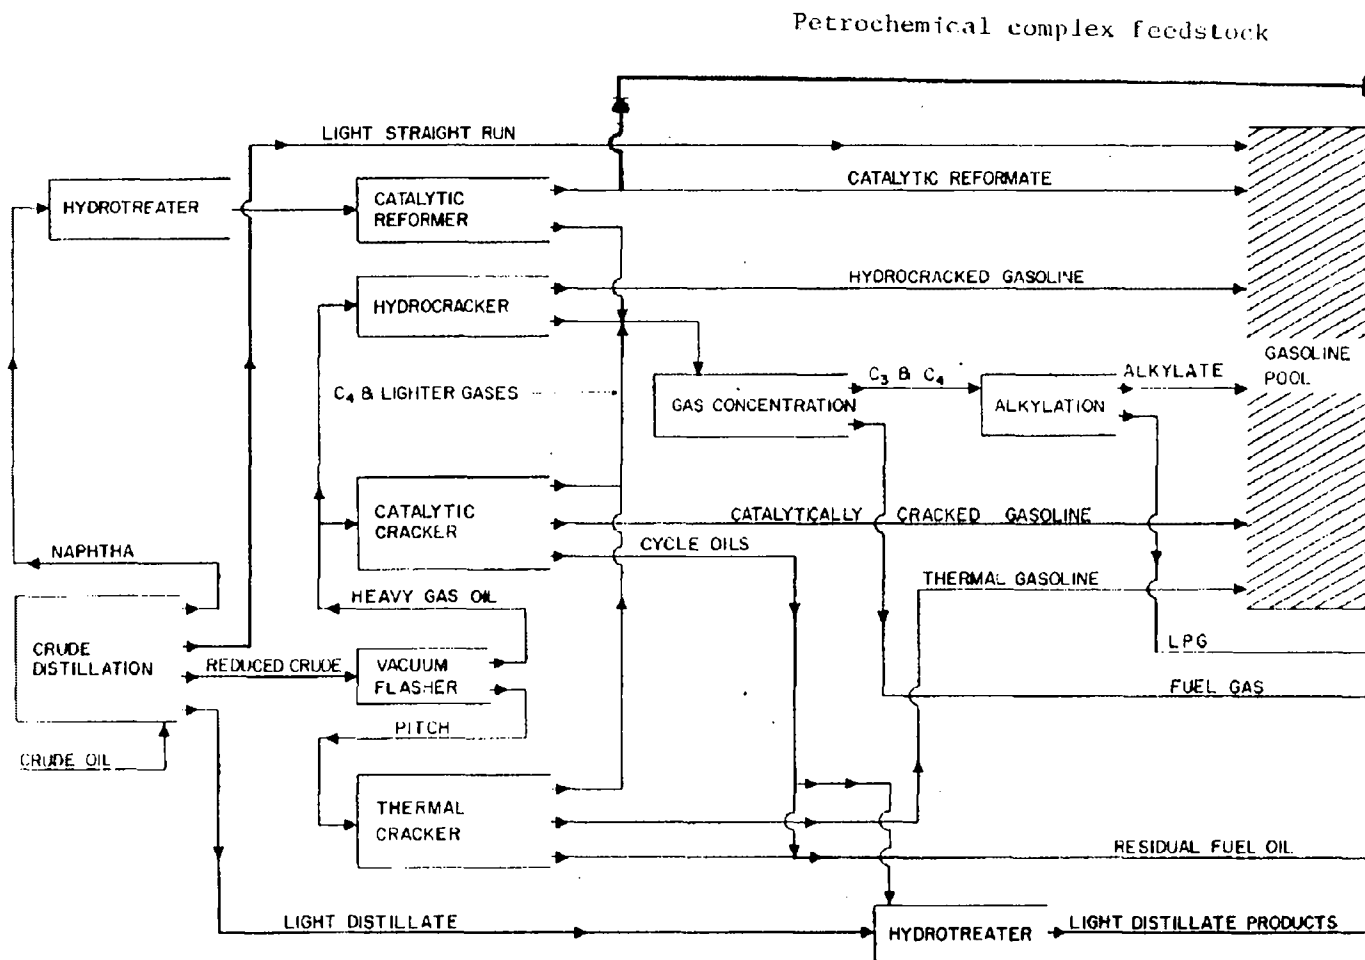 Petrochemical complex feedstock
LIGHT STRAIGHT RUN
HYDROTREATER
CATALYTIC
REFORMER
CATALYTIC REFORMATE
HYDROCRACKER
HYDROCRACKED GASOLINE
GASOLINE
POOL
C₄ & LIGHTER GASES
GAS CONCENTRATION
C₃ & C₄
ALKYLATION
ALKYLATE
CATALYTIC
CRACKER
CATALYTICALLY CRACKED GASOLINE
CYCLE OILS
NAPHTHA
THERMAL GASOLINE
HEAVY GAS OIL
CRUDE
DISTILLATION
REDUCED CRUDE
VACUUM
FLASHER
LPG
FUEL GAS
PITCH
CRUDE OIL
THERMAL
CRACKER
RESIDUAL FUEL OIL
LIGHT DISTILLATE
HYDROTREATER
LIGHT DISTILLATE PRODUCTS